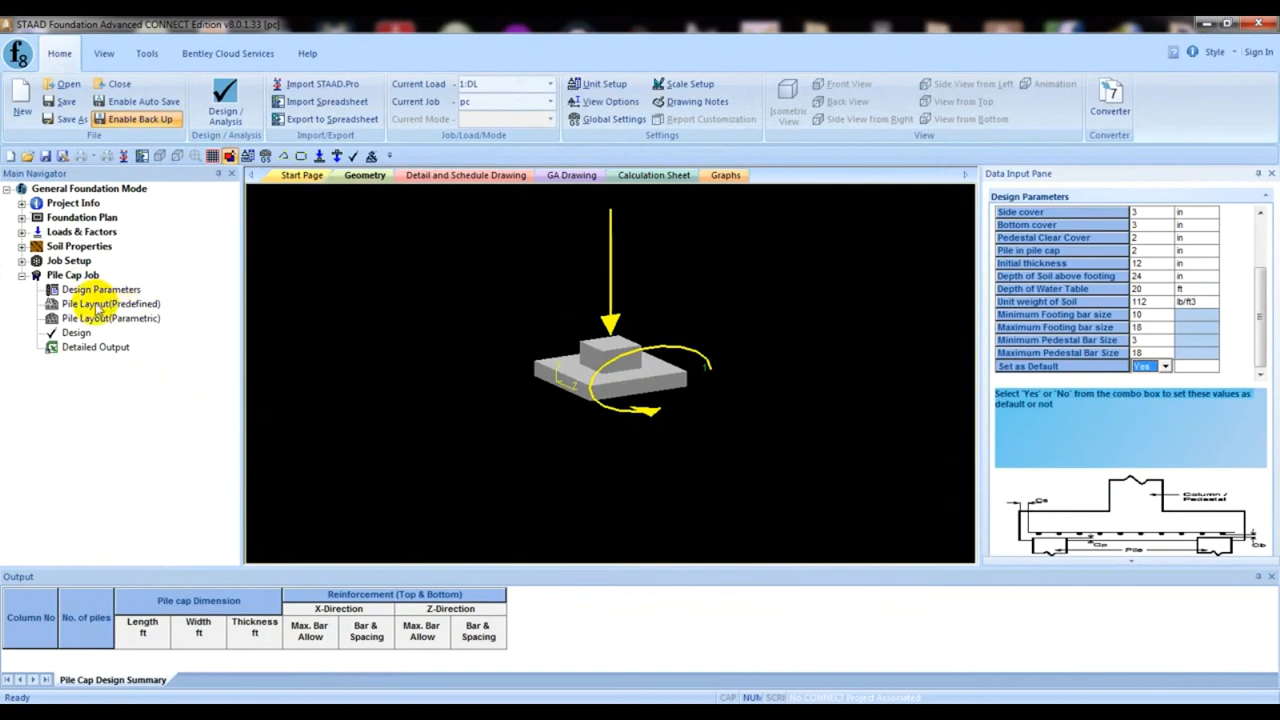 STAAD Foundation Advanced CONNECT Edition v8.0.1.33 [pc]
Home View Tools Bentley Cloud Services Help Style Sign In
New
Open
Save
Save As
Close
Enable Auto Save
Enable Back Up
File
Design / Analysis
Design / Analysis
Import STAAD.Pro
Import Spreadsheet
Export to Spreadsheet
Import/Export
Current Load - 1:DL
Current Job - pc
Current Mode -
Job/Load/Mode
Unit Setup
View Options
Global Settings
Scale Setup
Drawing Notes
Report Customization
Settings
Isometric View
Front View
Back View
Side View from Right
Side View from Left
View from Top
View from Bottom
Animation
View
Converter
Converter
Main Navigator
General Foundation Mode
Project Info
Foundation Plan
Loads & Factors
Soil Properties
Job Setup
Pile Cap Job
Design Parameters
Pile Layout(Predefined)
Pile Layout(Parametric)
Design
Detailed Output
Start Page Geometry Detail and Schedule Drawing GA Drawing Calculation Sheet Graphs
Z
1
Data Input Pane
Design Parameters
Side cover 3 in
Bottom cover 3 in
Pedestal Clear Cover 2 in
Pile in pile cap 2 in
Initial thickness 12 in
Depth of Soil above footing 24 in
Depth of Water Table 20 ft
Unit weight of Soil 112 lb/ft3
Minimum Footing bar size 10
Maximum Footing bar size 18
Minimum Pedestal Bar Size 3
Maximum Pedestal Bar Size 18
Set as Default Yes
Select 'Yes' or 'No' from the combo box to set these values as
default or not
Column /
Pedestal
Pile
Output
Column No No. of piles Pile cap Dimension Reinforcement (Top & Bottom)
X-Direction Z-Direction
Length ft Width ft Thickness ft Max. Bar Allow Bar & Spacing Max. Bar Allow Bar & Spacing
Pile Cap Design Summary
Ready CAP NUM SCRI No CONNECT Project Associated